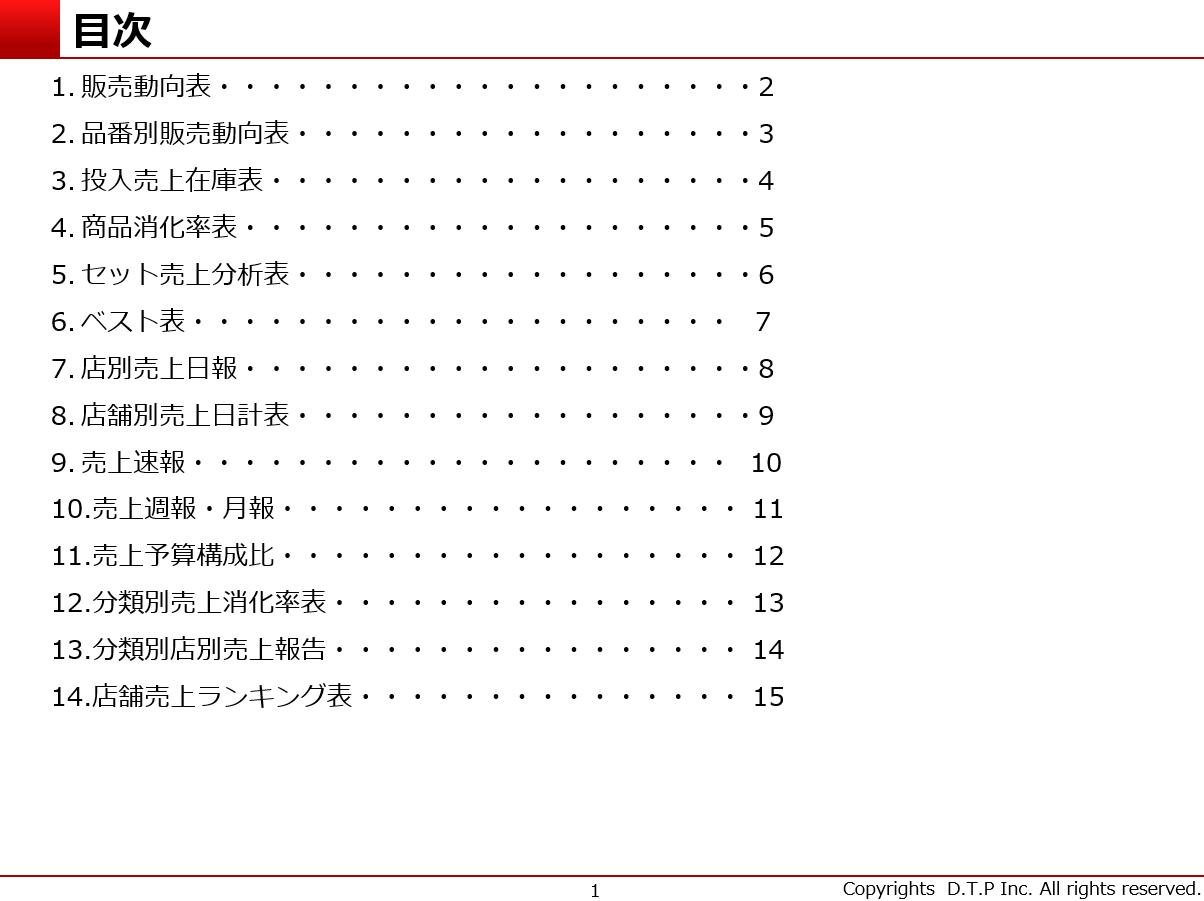 目次
1. 販売動向表・・・・・・・・・・・・・・・・・・・・・2
2. 品番別販売動向表・・・・・・・・・・・・・・・・・・3
3. 投入売上在庫表・・・・・・・・・・・・・・・・・・・4
4. 商品消化率表・・・・・・・・・・・・・・・・・・・・5
5. セット売上分析表・・・・・・・・・・・・・・・・・・6
6. ベスト表・・・・・・・・・・・・・・・・・・・・・ 7
7. 店別売上日報・・・・・・・・・・・・・・・・・・・・8
8. 店舗別売上日計表・・・・・・・・・・・・・・・・・・9
9. 売上速報・・・・・・・・・・・・・・・・・・・・・ 10
10.売上週報・月報・・・・・・・・・・・・・・・・・・ 11
11.売上予算構成比・・・・・・・・・・・・・・・・・・ 12
12.分類別売上消化率表・・・・・・・・・・・・・・・・ 13
13.分類別店別売上報告・・・・・・・・・・・・・・・・ 14
14.店舗売上ランキング表・・・・・・・・・・・・・・・ 15
1
Copyrights D.T.P Inc. All rights reserved.